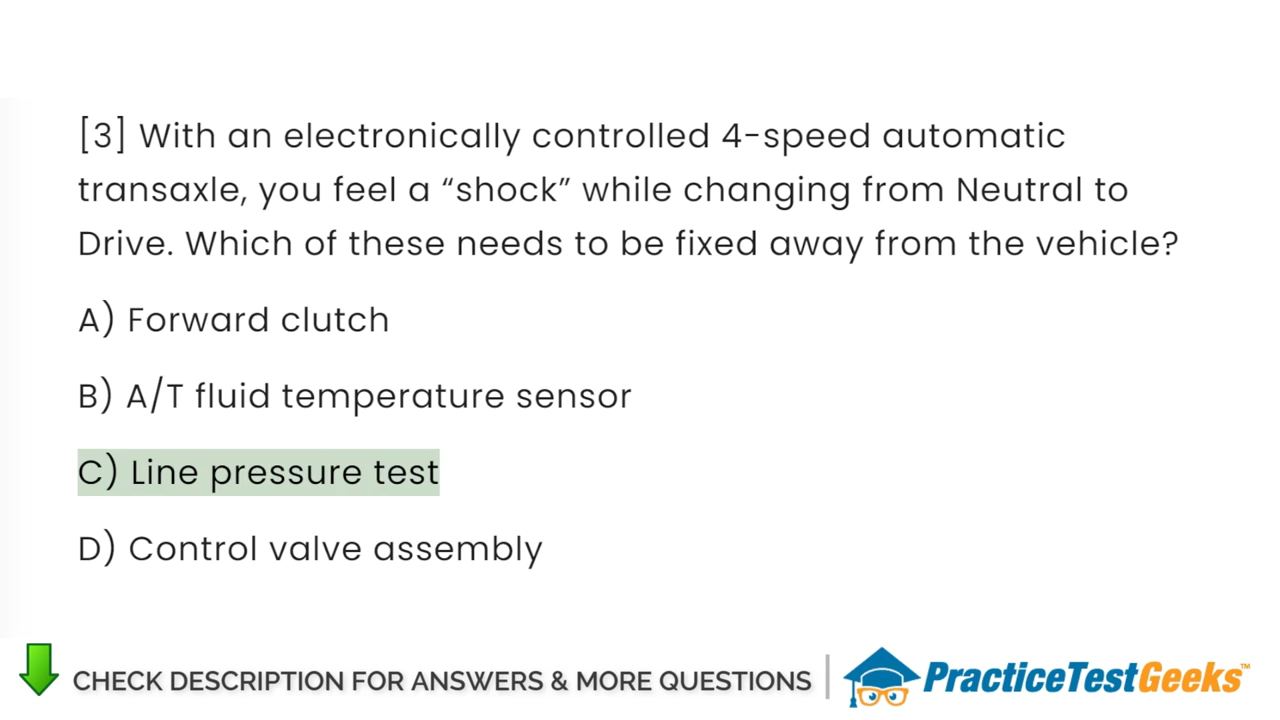 [3] With an electronically controlled 4-speed automatic
transaxle, you feel a “shock” while changing from Neutral to
Drive. Which of these needs to be fixed away from the vehicle?
A) Forward clutch
B) A/T fluid temperature sensor
C) Line pressure test
D) Control valve assembly
CHECK DESCRIPTION FOR ANSWERS & MORE QUESTIONS
PracticeTestGeeks™